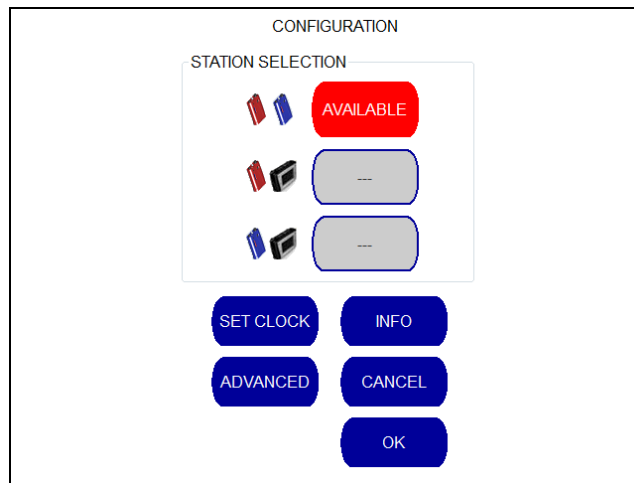 CONFIGURATION
STATION SELECTION
AVAILABLE
---
---
SET CLOCK INFO
ADVANCED CANCEL
OK